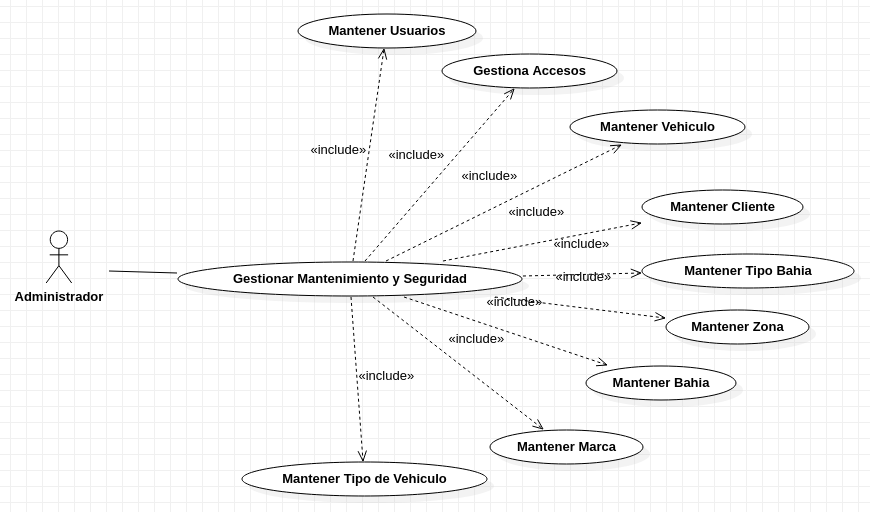 Mantener Usuarios
Gestiona Accesos
Mantener Vehiculo
«include»
«include»
«include»
Mantener Cliente
«include»
«include»
Mantener Tipo Bahia
Gestionar Mantenimiento y Seguridad
«include»
Administrador
«include»
Mantener Zona
«include»
«include»
Mantener Bahia
Mantener Marca
Mantener Tipo de Vehiculo